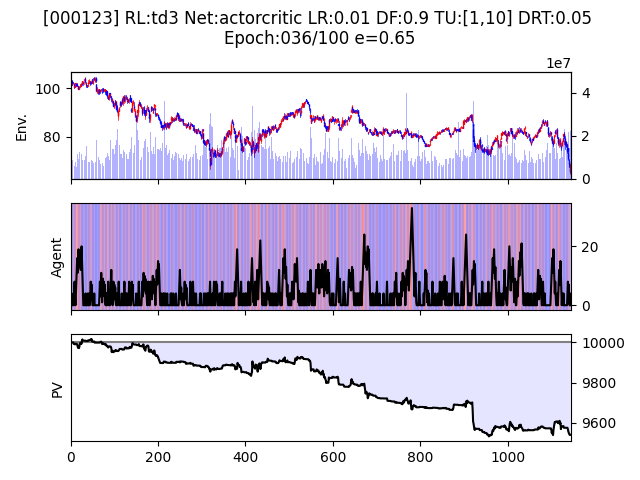 [000123] RL:td3 Net:actorcritic LR:0.01 DF:0.9 TU:[1,10] DRT:0.05
Epoch:036/100 e=0.65
1e7
100
80
Env.
4
2
0
Agent
20
0
PV
10000
9800
9600
0 200 400 600 800 1000